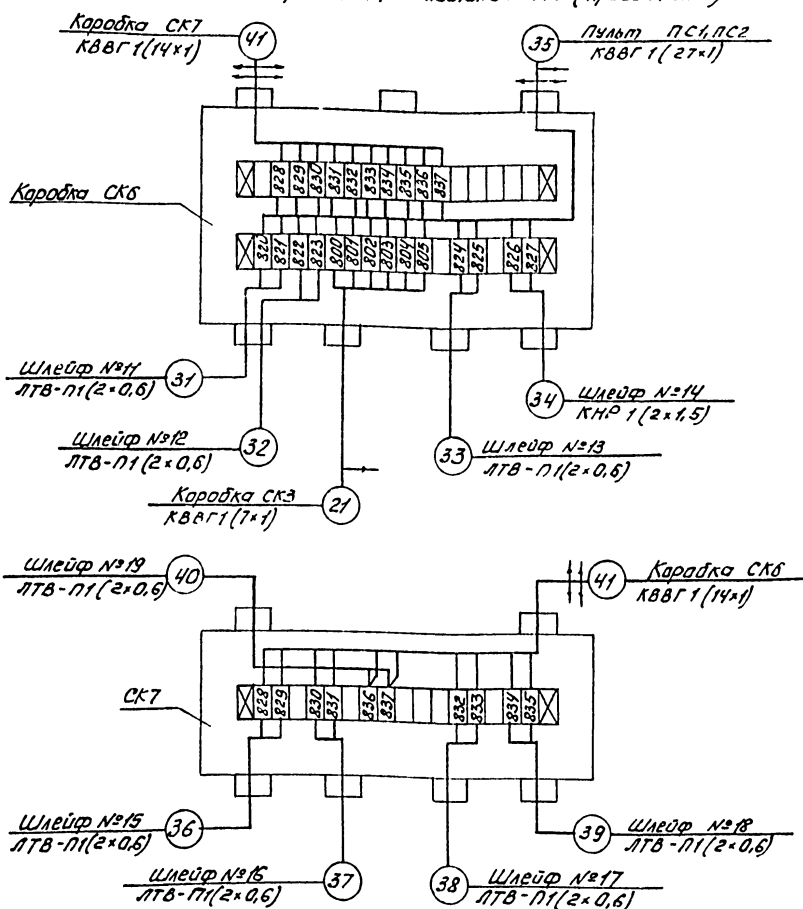 Коробка СК7
КВВГ 1(14×1)
41
35
Пульт ПС1,ПС2
КВВГ 1(27×1)
Коробка СК6
828 829 830 831 832 833 834 835 836 837
820 821 822 823 800 801 802 803 804 805 824 825 826 827
Шлейф №11
ЛТВ-П1(2×0,6)
31
34
Шлейф №14
КНР 1(2×1,5)
Шлейф №12
ЛТВ-П1(2×0,6)
32
33
Шлейф №13
ЛТВ-П1(2×0,6)
Коробка СК3
КВВГ1(7×1)
21
Шлейф №19
ЛТВ-П1(2×0,6)
40
41
Коробка СК6
КВВГ 1(14×1)
СК7
828 829 830 831 836 837 832 833 834 835
Шлейф №15
ЛТВ-П1(2×0,6)
36
39
Шлейф №18
ЛТВ-П1(2×0,6)
Шлейф №16
ЛТВ-П1(2×0,6)
37
38
Шлейф №17
ЛТВ-П1(2×0,6)